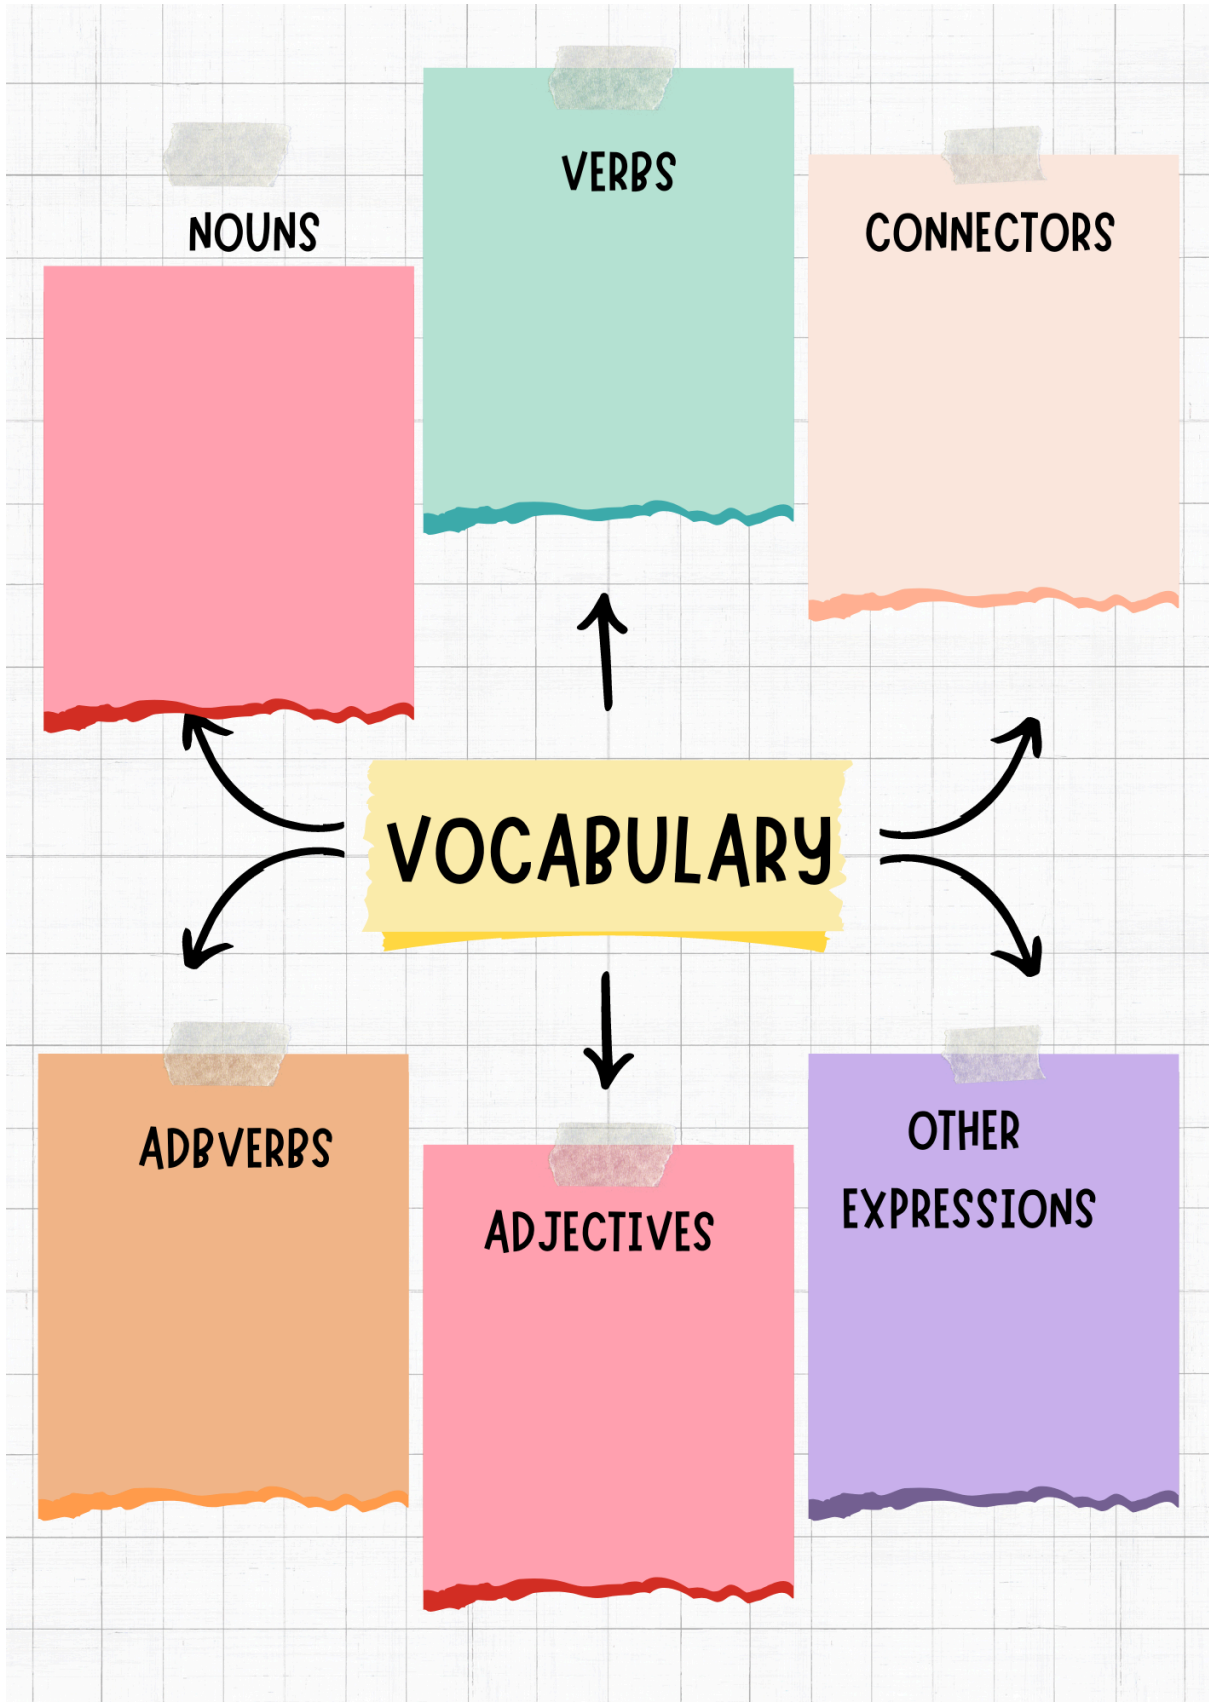 VERBS
NOUNS
CONNECTORS
VOCABULARY
ADBVERBS
ADJECTIVES
OTHER
EXPRESSIONS